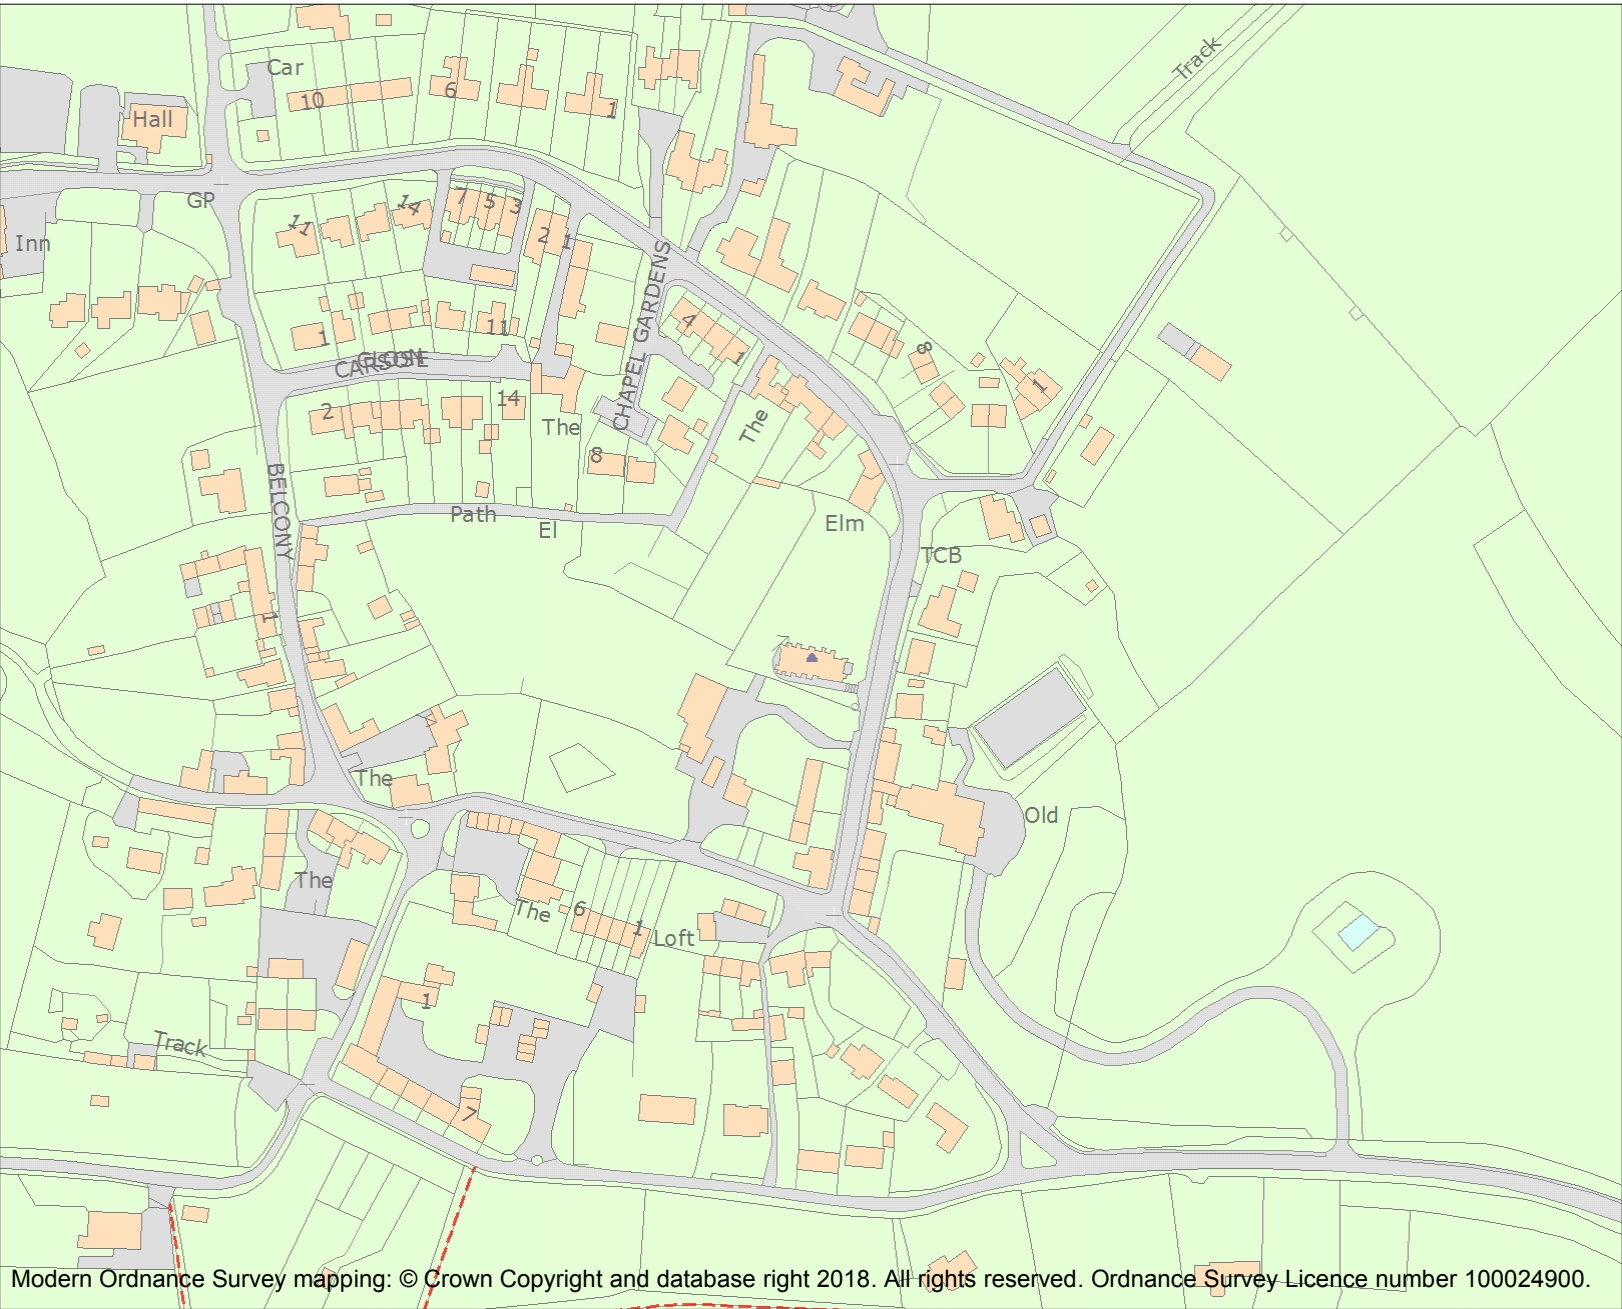 Track
Car
10
6
1
Hall
GP
Inn
11
14
7
5
3
2
1
CHAPEL GARDENS
4
1
1
11
CARSON
CLOSE
8
1
2
14
The
The
8
BELCONY
Path
El
Elm
TCB
1
The
Old
The
The
6
1
Loft
1
Track
7
Modern Ordnance Survey mapping: © Crown Copyright and database right 2018. All rights reserved. Ordnance Survey Licence number 100024900.